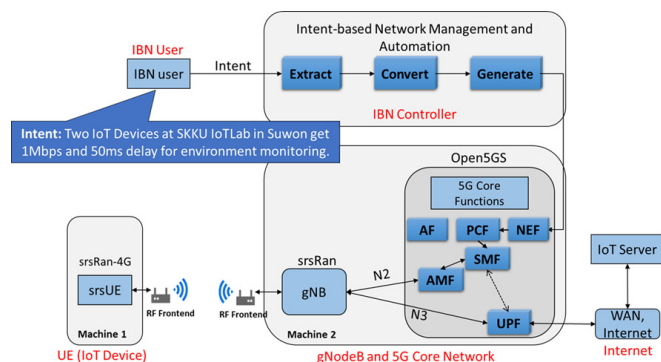 Intent-based Network Management and
Automation
IBN User
IBN user
Intent
Extract
Convert
Generate
IBN Controller
Intent: Two IoT Devices at SKKU IoTLab in Suwon get
1Mbps and 50ms delay for environment monitoring.
Open5GS
5G Core
Functions
AF
PCF
NEF
SMF
AMF
UPF
srsRan-4G
srsUE
RF Frontend
Machine 1
UE (IoT Device)
RF Frontend
srsRan
gNB
N2
N3
Machine 2
gNodeB and 5G Core Network
IoT Server
WAN,
Internet
Internet